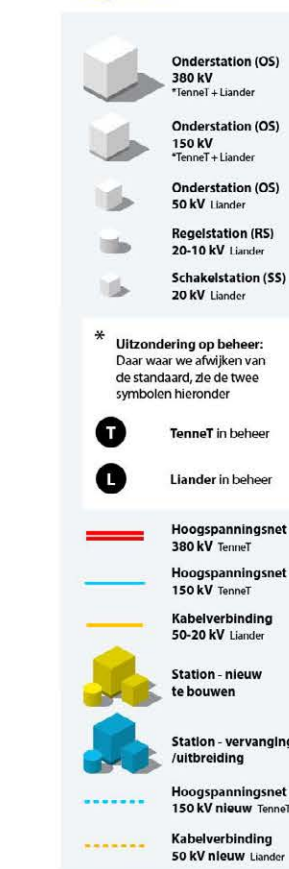 Onderstation (OS)
380 kV
*TenneT + Liander
Onderstation (OS)
150 kV
*TenneT + Liander
Onderstation (OS)
50 kV Liander
Regelstation (RS)
20-10 kV Liander
Schakelstation (SS)
20 kV Liander
* Uitzondering op beheer:
Daar waar we afwijken van
de standaard, zie de twee
symbolen hieronder
T TenneT in beheer
L Liander in beheer
Hoogspanningsnet
380 kV TenneT
Hoogspanningsnet
150 kV TenneT
Kabelverbinding
50-20 kV Liander
Station - nieuw
te bouwen
Station - vervanging
/uitbreiding
Hoogspanningsnet
150 kV nieuw TenneT
Kabelverbinding
50 kV nieuw Liander